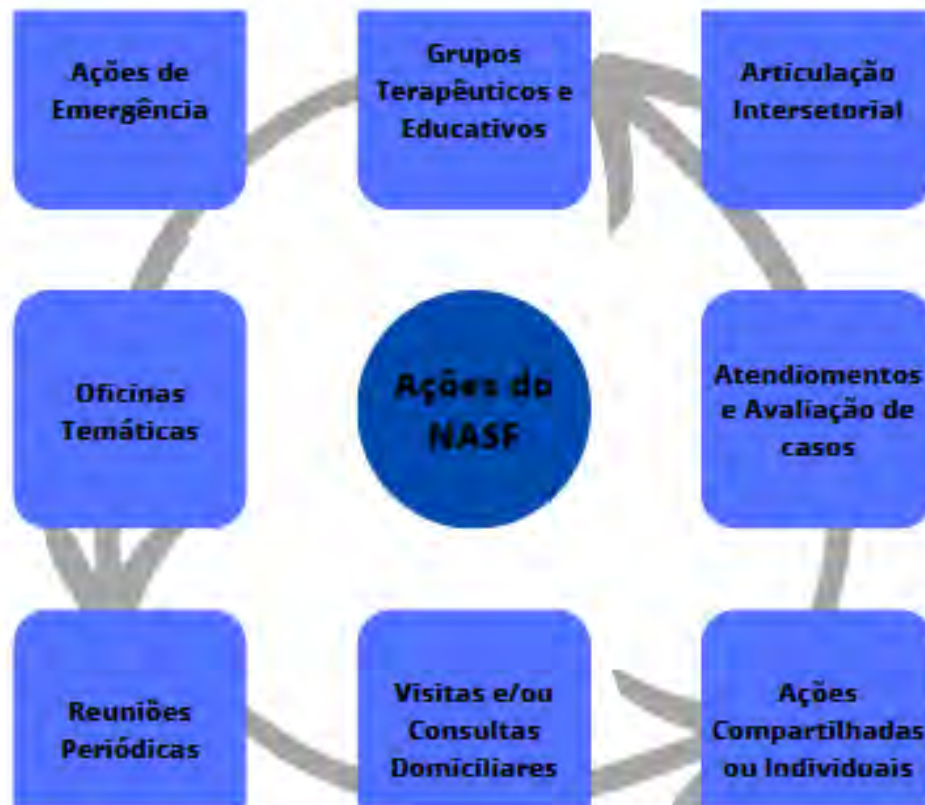 Ações de
Emergência
Grupos
Terapêuticos e
Educativos
Articulação
Intersetorial
Oficinas
Temáticas
Ações do
NASF
Atendiomentos
e Avaliação de
casos
Reuniões
Periódicas
Visitas e/ou
Consultas
Domiciliares
Ações
Compartilhadas
ou Individuais